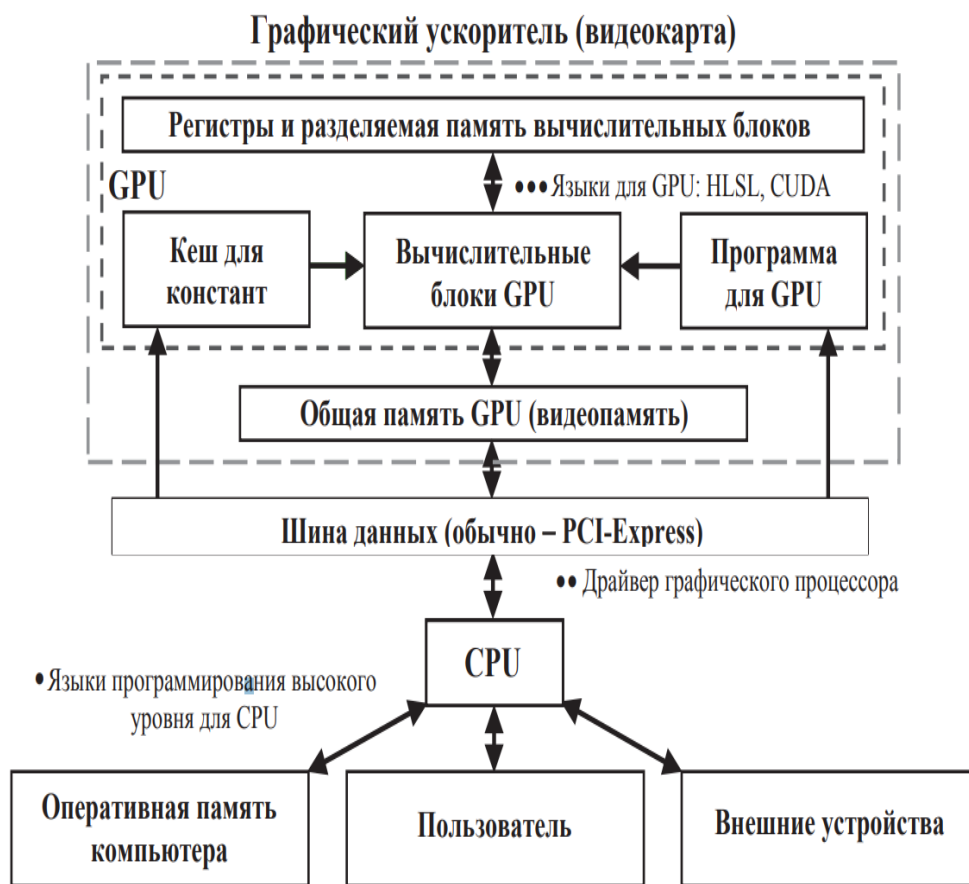 Графический ускоритель (видеокарта)
Регистры и разделяемая память вычислительных блоков
GPU
••• Языки для GPU: HLSL, CUDA
Кеш для
констант
Вычислительные
блоки GPU
Программа
для GPU
Общая память GPU (видеопамять)
Шина данных (обычно – PCI-Express)
•• Драйвер графического процессора
CPU
• Языки программирования высокого
уровня для CPU
Оперативная память
компьютера
Пользователь
Внешние устройства